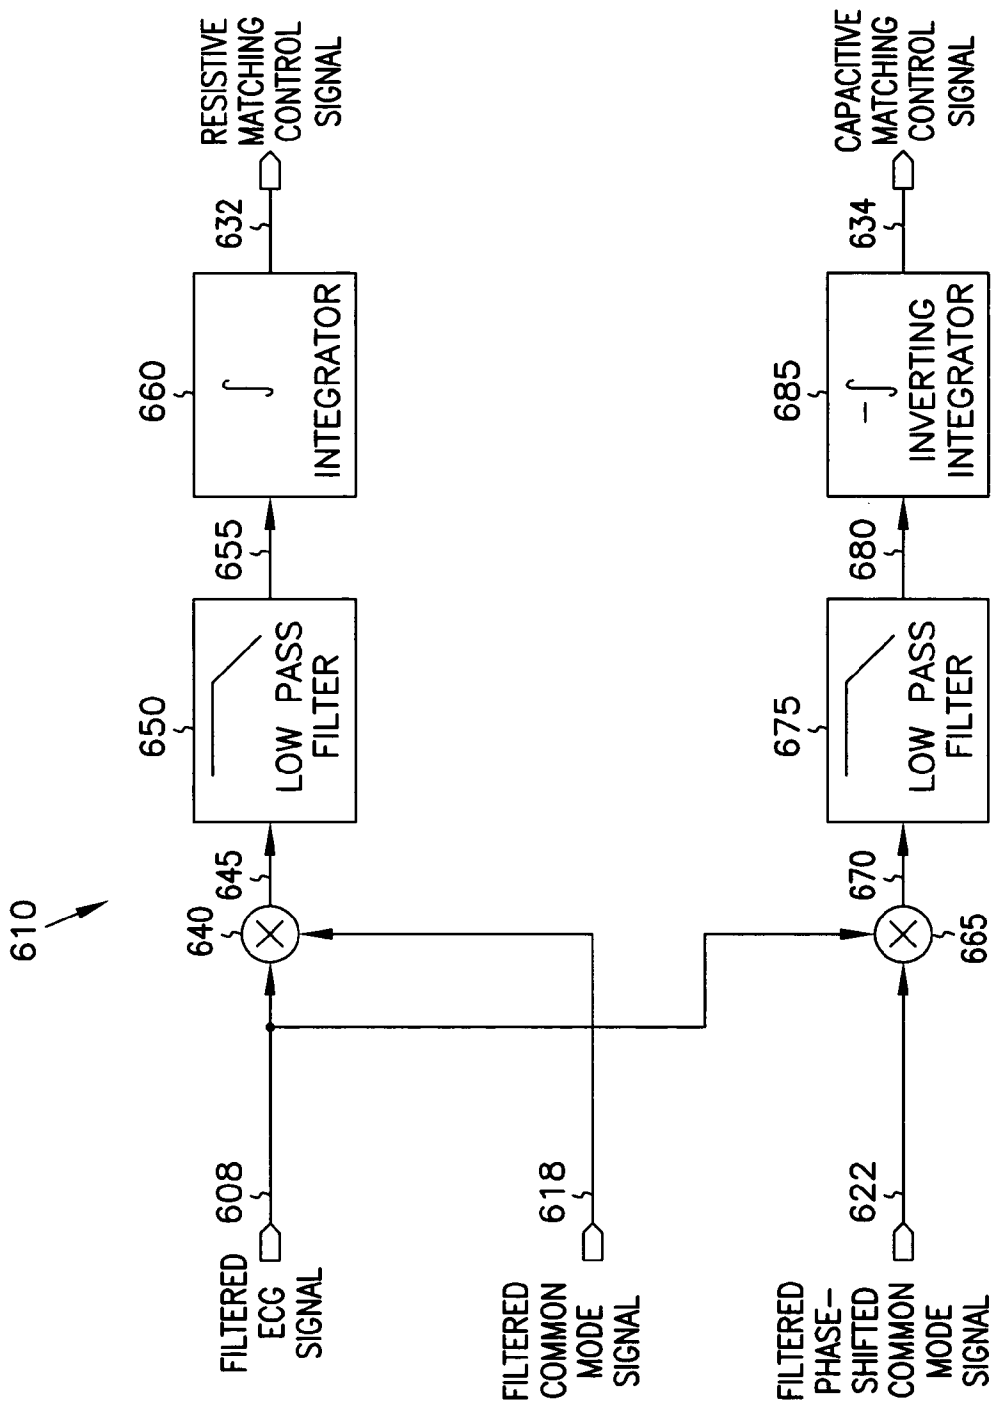 610
FILTERED
ECG
SIGNAL
608
640
645
650
LOW PASS
FILTER
655
660
∫
INTEGRATOR
632
RESISTIVE
MATCHING
CONTROL
SIGNAL
FILTERED
COMMON
MODE
SIGNAL
618
FILTERED
PHASE-
SHIFTED
COMMON
MODE
SIGNAL
622
665
670
675
LOW PASS
FILTER
680
685
-∫
INVERTING
INTEGRATOR
634
CAPACITIVE
MATCHING
CONTROL
SIGNAL